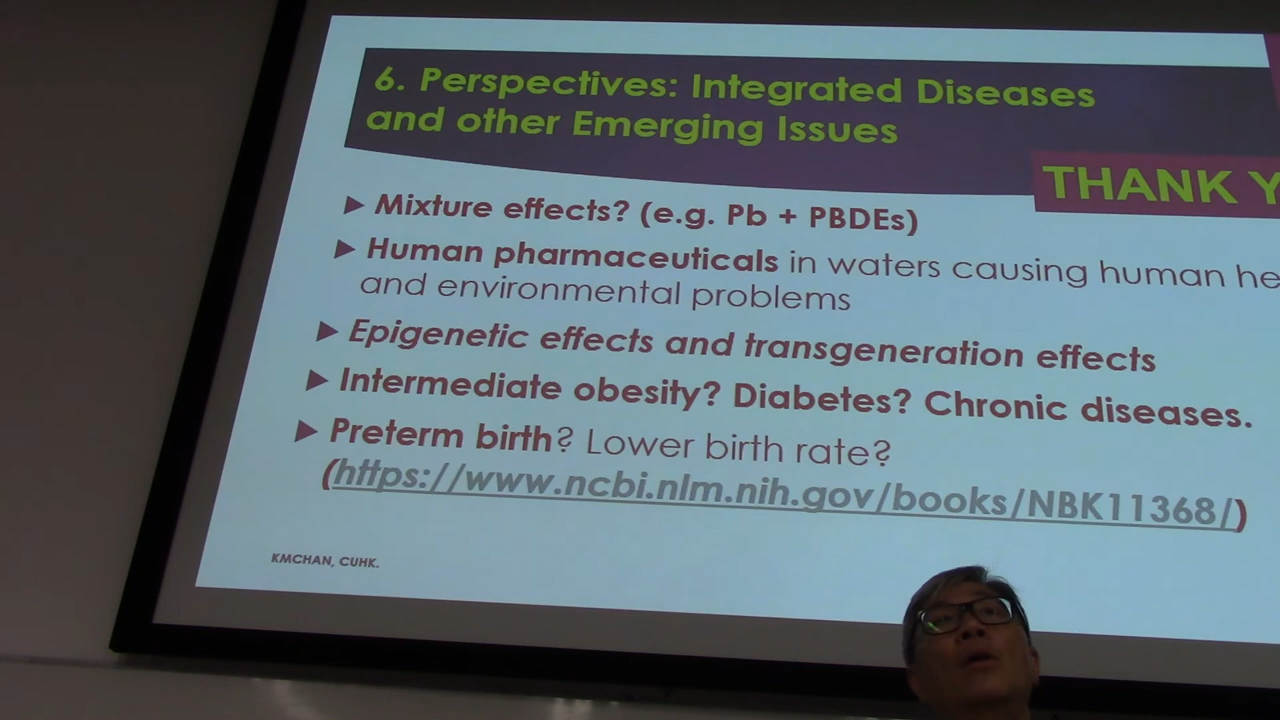 6. Perspectives: Integrated Diseases
and other Emerging Issues
THANK
Mixture effects? (e.g. Pb + PBDEs)
Human pharmaceuticals in waters causing human
and environmental problems
Epigenetic effects and transgeneration effects
Intermediate obesity? Diabetes? Chronic diseases.
Preterm birth? Lower birth rate?
(https://www.ncbi.nlm.nih.gov/books/NBK11368/)
KMCHAN, CUHK.